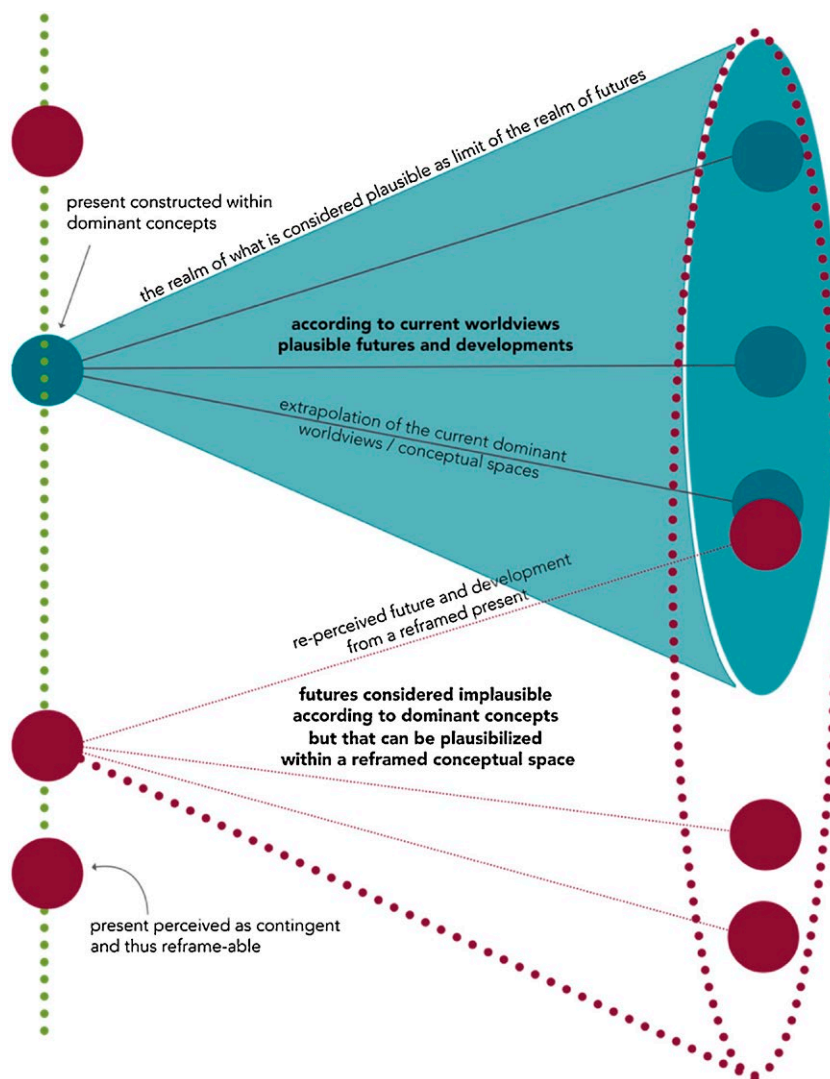 the realm of what is considered plausible as limit of the realm of futures
present constructed within
dominant concepts
according to current worldviews
plausible futures and developments
extrapolation of the current dominant
worldviews / conceptual spaces
re-perceived future and development
from a reframed present
futures considered implausible
according to dominant concepts
but that can be plausibilized
within a reframed conceptual space
present perceived as contingent
and thus reframe-able